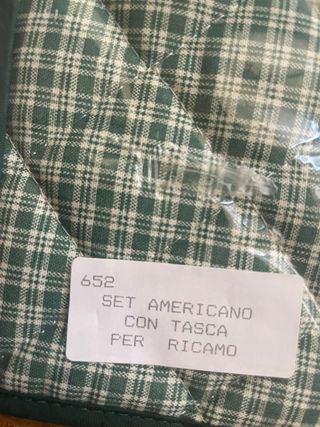 652
SET AMERICANO
CON TASCA
PER RICAMO